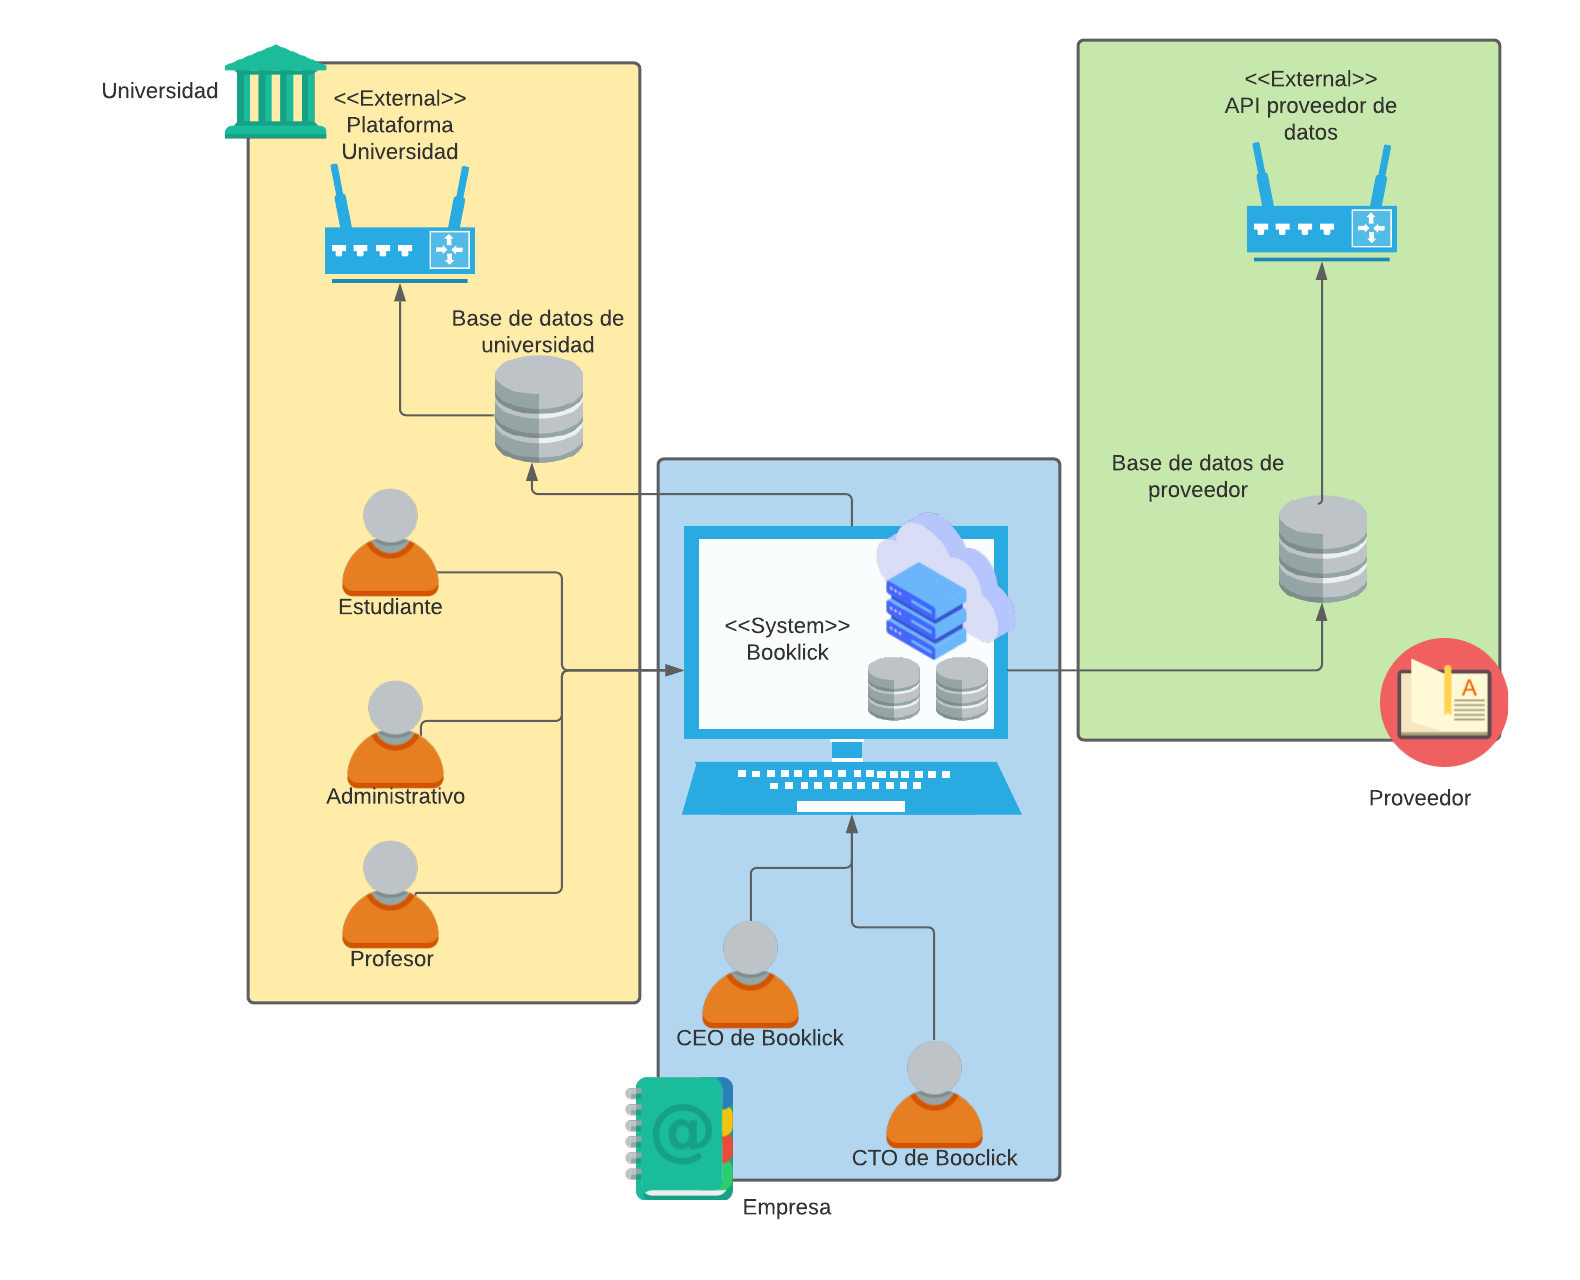 Universidad
<<External>>
Plataforma
Universidad
Base de datos de
universidad
Estudiante
Administrativo
Profesor
<<System>>
Booklick
CEO de Booklick
CTO de Booclick
@
Empresa
<<External>>
API proveedor de
datos
Base de datos de
proveedor
A
Proveedor